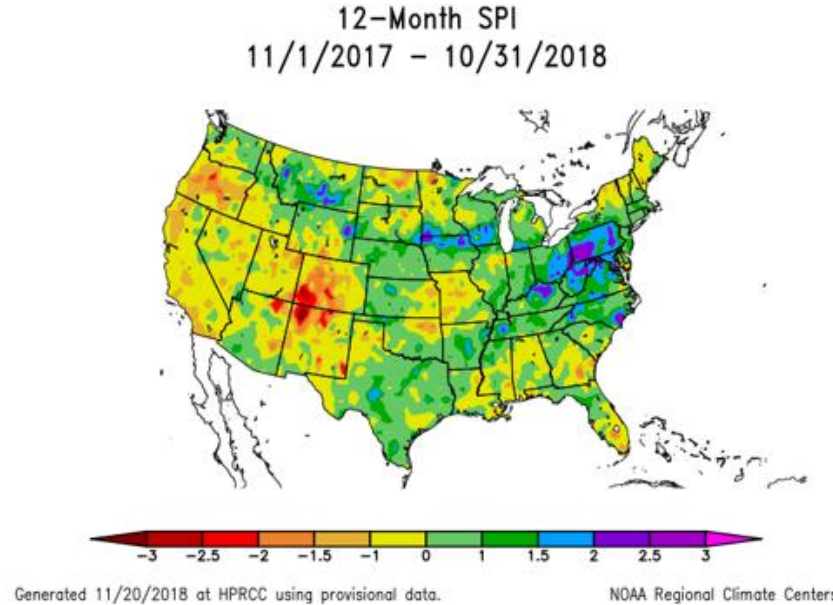 12-Month SPI
11/1/2017 - 10/31/2018
-3 -2.5 -2 -1.5 -1 0 1 1.5 2 2.5 3
Generated 11/20/2018 at HPRCC using provisional data.
NOAA Regional Climate Centers